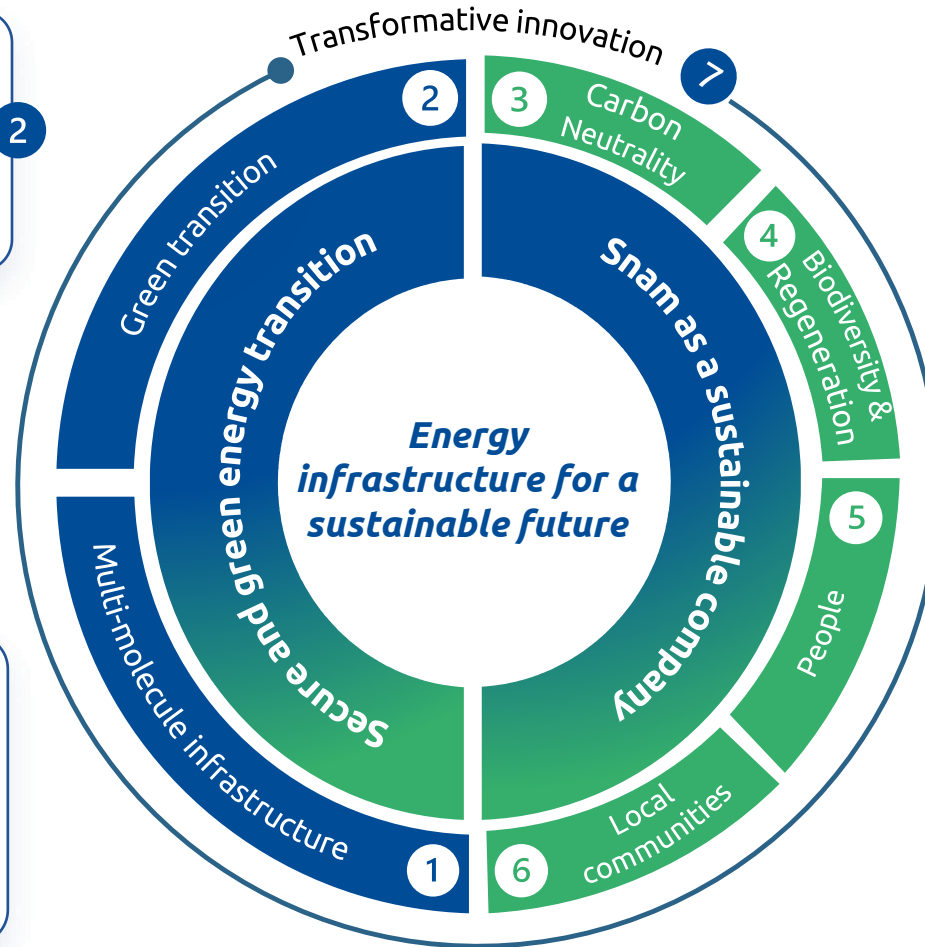 Transformative innovation
7
2
2
Green transition
3
Carbon
Neutrality
4
Biodiversity &
Regeneration
Secure and green energy transition
Snam as a sustainable company
Energy
infrastructure for a
sustainable future
5
People
Multi-molecule infrastructure
1
6
Local
communities